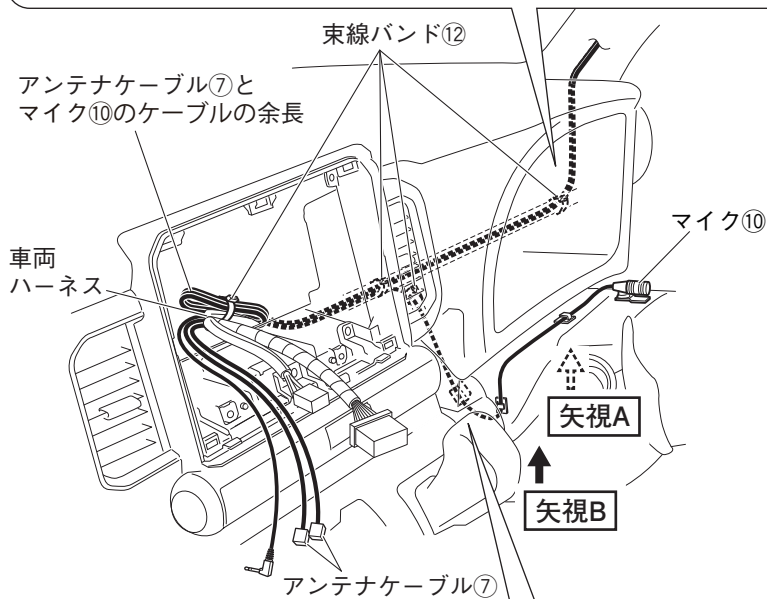 束線バンド⑫
アンテナケーブル⑦と
マイク⑩のケーブルの余長
マイク⑩
車両
ハーネス
矢視A
矢視B
アンテナケーブル⑦